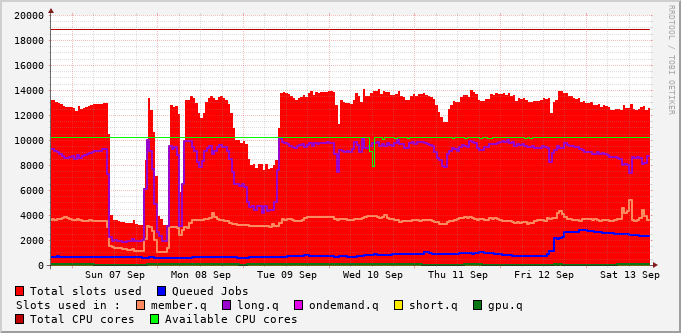 20000
18000
16000
14000
12000
10000
8000
6000
4000
2000
0
Sun 07 Sep Mon 08 Sep Tue 09 Sep Wed 10 Sep Thu 11 Sep Fri 12 Sep Sat 13 Sep
Total slots used Queued Jobs
Slots used in : member.q long.q ondemand.q short.q gpu.q
Total CPU cores Available CPU cores
RRDTOOL / TOBI OETIKER